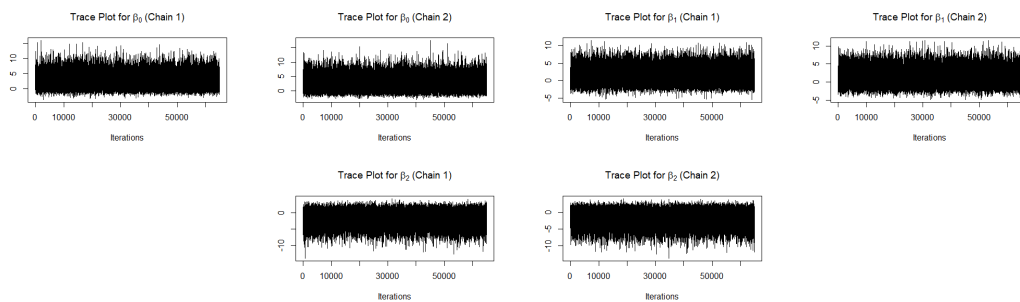 Trace Plot for β0 (Chain 1)
15
10
5
0
0 10000 30000 50000
Iterations
Trace Plot for β0 (Chain 2)
10
5
0
0 10000 30000 50000
Iterations
Trace Plot for β1 (Chain 1)
10
5
0
-5
0 10000 30000 50000
Iterations
Trace Plot for β1 (Chain 2)
10
5
0
-5
0 10000 30000 50000
Iterations
Trace Plot for β2 (Chain 1)
0
-10
0 10000 30000 50000
Iterations
Trace Plot for β2 (Chain 2)
0
-5
-10
0 10000 30000 50000
Iterations